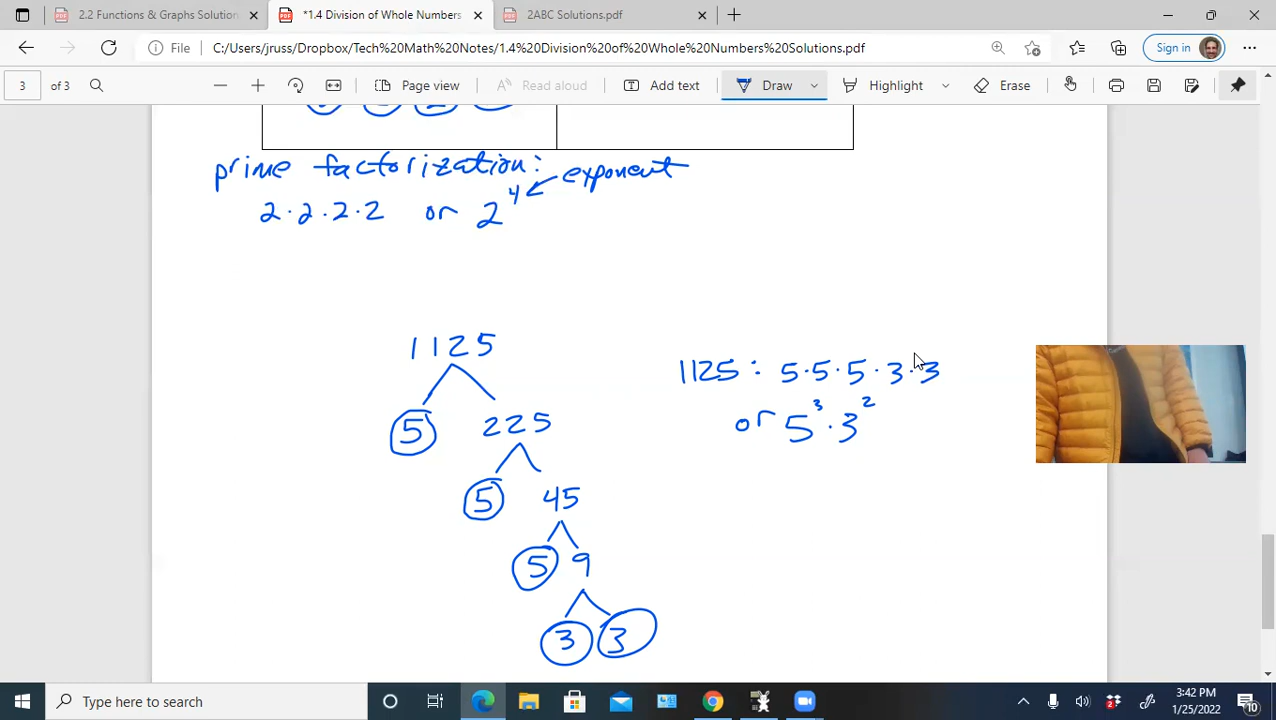 2.2 Functions & Graphs Solution
*1.4 Division of Whole Numbers
2ABC Solutions.pdf
File
C:/Users/jruss/Dropbox/Tech%20Math%20Notes/1.4%20Division%20of%20Whole%20Numbers%20Solutions.pdf
Sign in
3 of 3
Page view
Read aloud
Add text
Draw
Highlight
Erase
prime factorization: exponent
2·2·2·2 or 2⁴
1125
5 225
5 45
5 9
3 3
1125 : 5·5·5·3·3
or 5³·3²
Type here to search
3:42 PM
1/25/2022
10
2